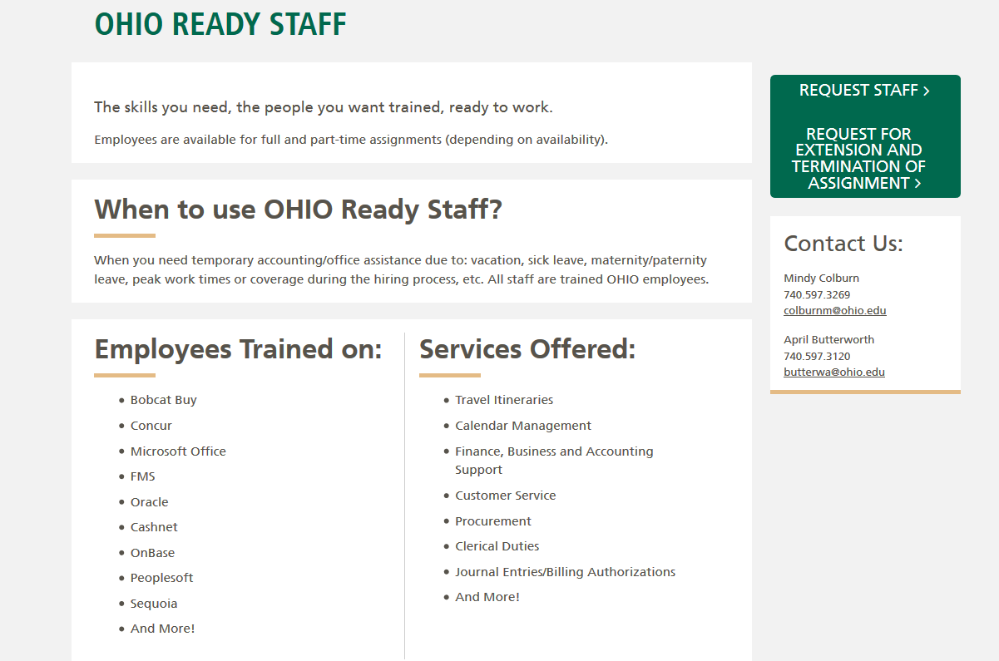 OHIO READY STAFF
The skills you need, the people you want trained, ready to work.
Employees are available for full and part-time assignments (depending on availability).
When to use OHIO Ready Staff?
When you need temporary accounting/office assistance due to: vacation, sick leave, maternity/paternity
leave, peak work times or coverage during the hiring process, etc. All staff are trained OHIO employees.
Employees Trained on:
• Bobcat Buy
• Concur
• Microsoft Office
• FMS
• Oracle
• Cashnet
• OnBase
• Peoplesoft
• Sequoia
• And More!
Services Offered:
• Travel Itineraries
• Calendar Management
• Finance, Business and Accounting
Support
• Customer Service
• Procurement
• Clerical Duties
• Journal Entries/Billing Authorizations
• And More!
REQUEST STAFF ›
REQUEST FOR
EXTENSION AND
TERMINATION OF
ASSIGNMENT ›
Contact Us:
Mindy Colburn
740.597.3269
colburnm@ohio.edu
April Butterworth
740.597.3120
butterwa@ohio.edu